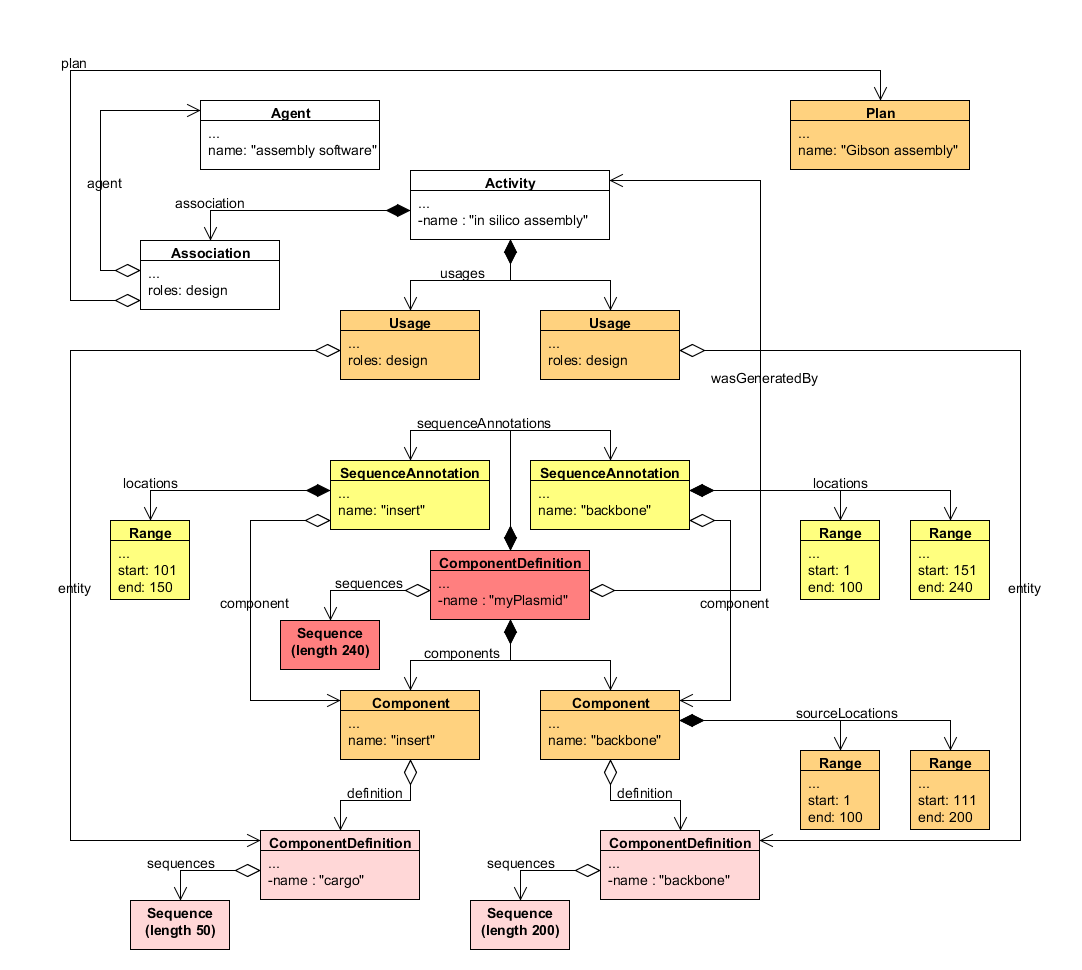 plan
Agent
...
name: "assembly software"
Plan
...
name: "Gibson assembly"
agent
Activity
...
-name : "in silico assembly"
association
Association
...
roles: design
usages
Usage
...
roles: design
Usage
...
roles: design
wasGeneratedBy
sequenceAnnotations
SequenceAnnotation
...
name: "insert"
SequenceAnnotation
...
name: "backbone"
locations
locations
Range
...
start: 101
end: 150
Range
...
start: 1
end: 100
Range
...
start: 151
end: 240
ComponentDefinition
...
-name : "myPlasmid"
sequences
entity
entity
component
component
Sequence
(length 240)
components
Component
...
name: "insert"
Component
...
name: "backbone"
sourceLocations
Range
...
start: 1
end: 100
Range
...
start: 111
end: 200
definition
definition
ComponentDefinition
...
-name : "cargo"
ComponentDefinition
...
-name : "backbone"
sequences
sequences
Sequence
(length 50)
Sequence
(length 200)